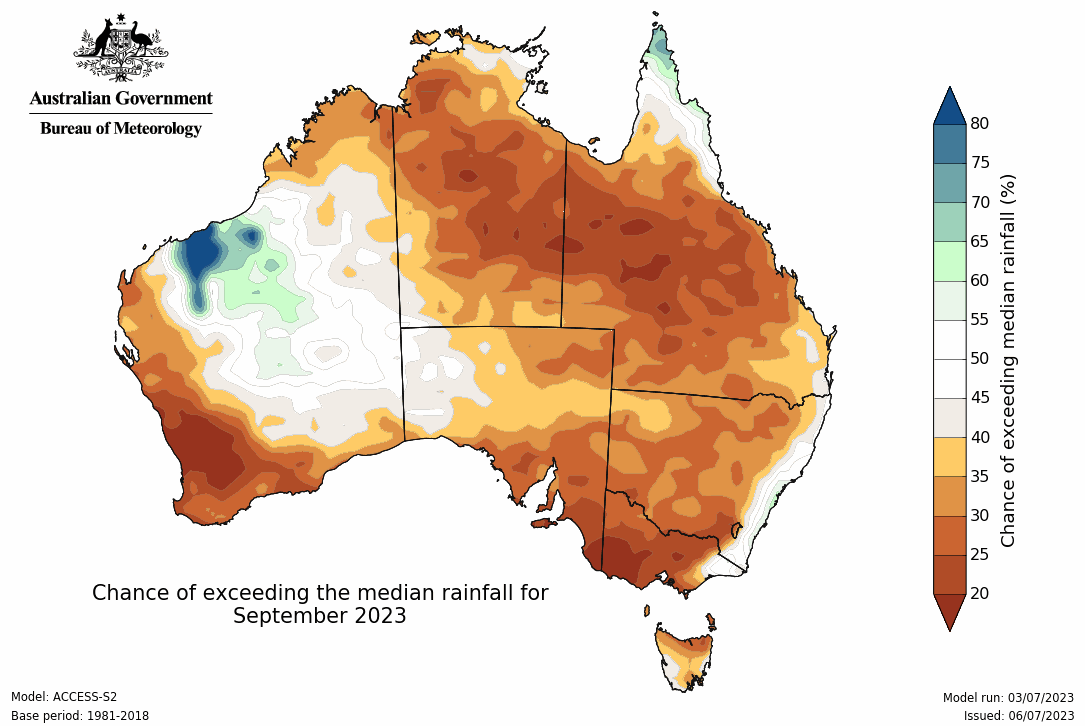 AUSTRALIA
Australian Government
Bureau of Meteorology
80
75
70
65
60
55
50
45
40
35
30
25
20
Chance of exceeding median rainfall (%)
Chance of exceeding the median rainfall for
September 2023
Model: ACCESS-S2
Base period: 1981-2018
Model run: 03/07/2023
Issued: 06/07/2023